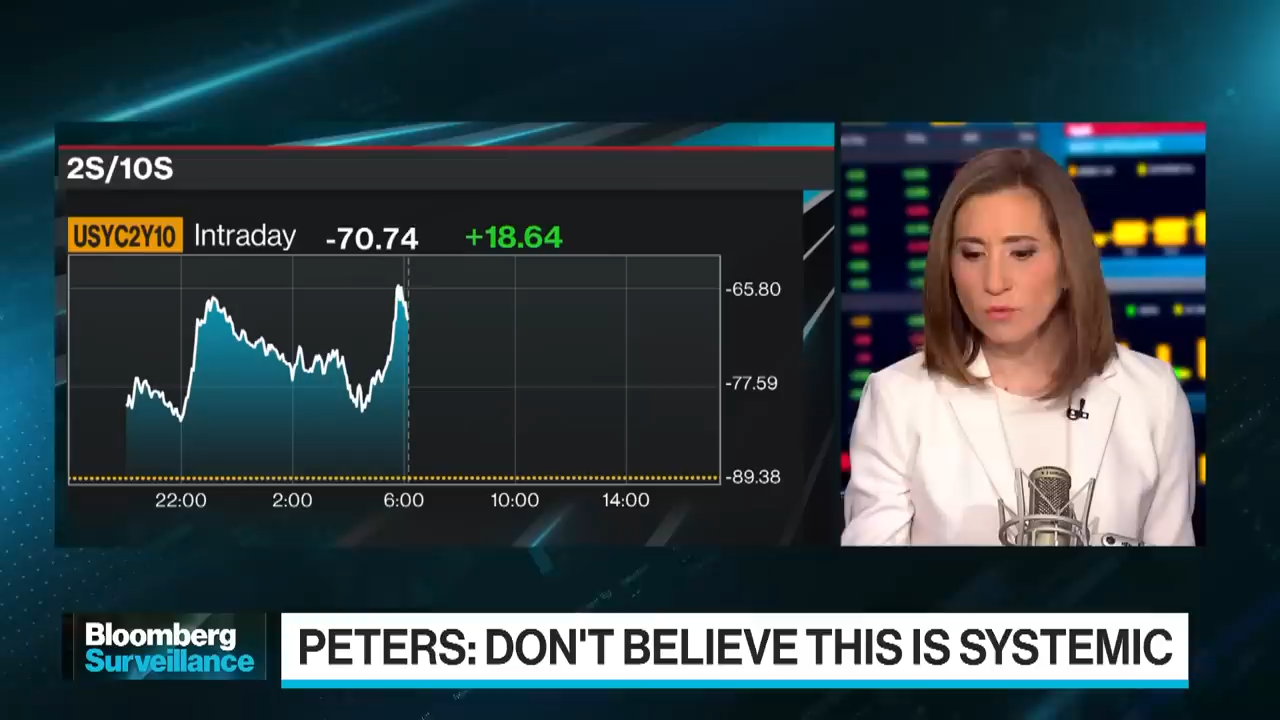 2S/10S
USYC2Y10 Intraday -70.74 +18.64
-65.80
-77.59
-89.38
22:00 2:00 6:00 10:00 14:00
Bloomberg
Surveillance
PETERS: DON'T BELIEVE THIS IS SYSTEMIC